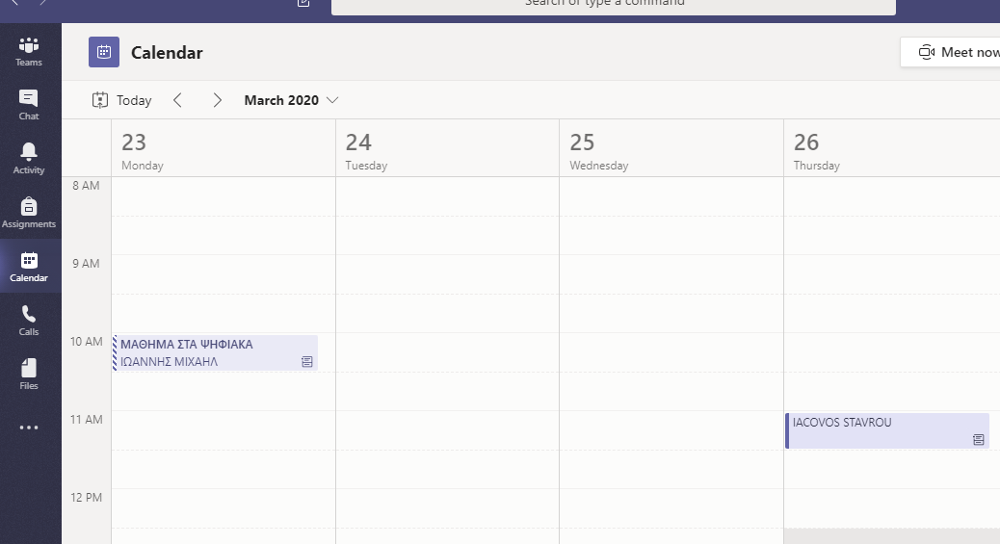 Search or type a command
Teams
Chat
Activity
Assignments
Calendar
Calls
Files
Calendar
Meet now
Today
March 2020
23
Monday
24
Tuesday
25
Wednesday
26
Thursday
8 AM
9 AM
10 AM
11 AM
12 PM
ΜΑΘΗΜΑ ΣΤΑ ΨΗΦΙΑΚΑ
ΙΩΑΝΝΗΣ ΜΙΧΑΗΛ
IACOVOS STAVROU